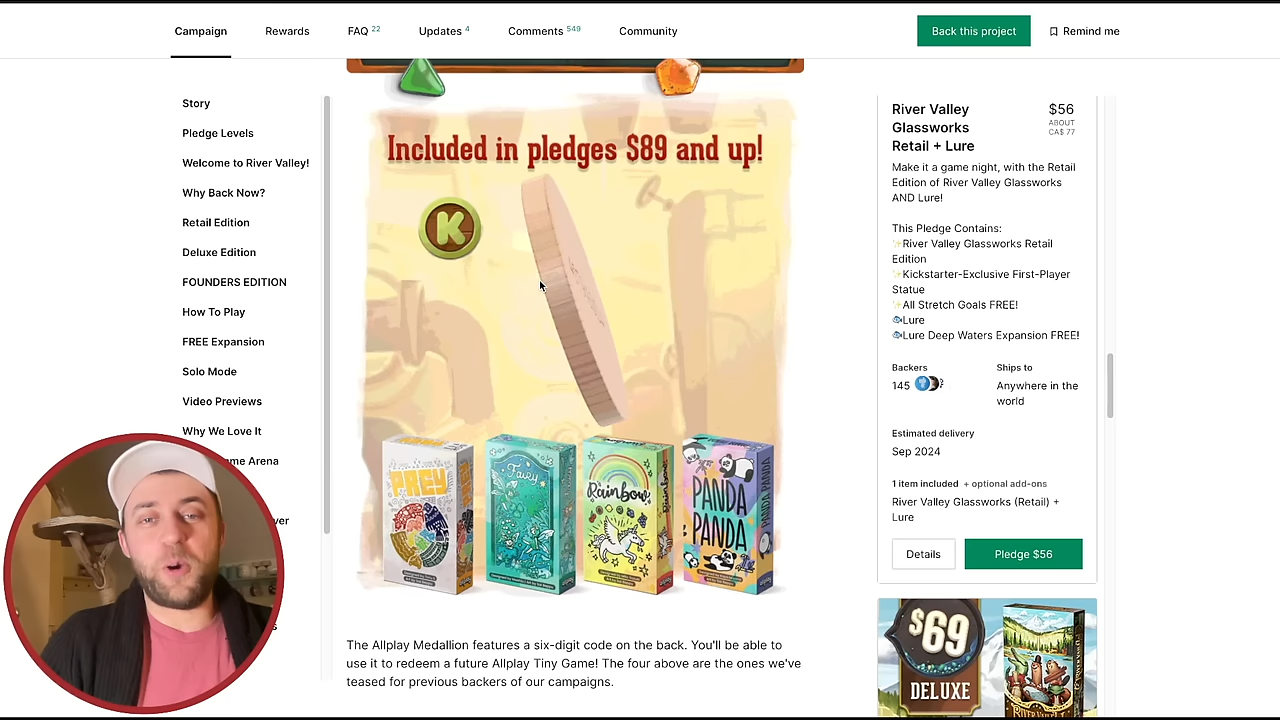 Campaign
Rewards
FAQ 22
Updates 4
Comments 549
Community
Back this project
Remind me
Story
Pledge Levels
Welcome to River Valley!
Why Back Now?
Retail Edition
Deluxe Edition
FOUNDERS EDITION
How To Play
FREE Expansion
Solo Mode
Video Previews
Why We Love It
Game Arena
Included in pledges $89 and up!
K
PREY
Fairy
Rainbow
PANDA
PANDA
The Allplay Medallion features a six-digit code on the back. You'll be able to
use it to redeem a future Allplay Tiny Game! The four above are the ones we've
teased for previous backers of our campaigns.
River Valley
Glassworks
Retail + Lure
$56
ABOUT
CA$ 77
Make it a game night, with the Retail
Edition of River Valley Glassworks
AND Lure!
This Pledge Contains:
✨River Valley Glassworks Retail
Edition
✨Kickstarter-Exclusive First-Player
Statue
✨All Stretch Goals FREE!
🐟Lure
🐟Lure Deep Waters Expansion FREE!
Backers
145
Ships to
Anywhere in the
world
Estimated delivery
Sep 2024
1 item included + optional add-ons
River Valley Glassworks (Retail) +
Lure
Details
Pledge $56
$69
DELUXE
RIVER VALLEY